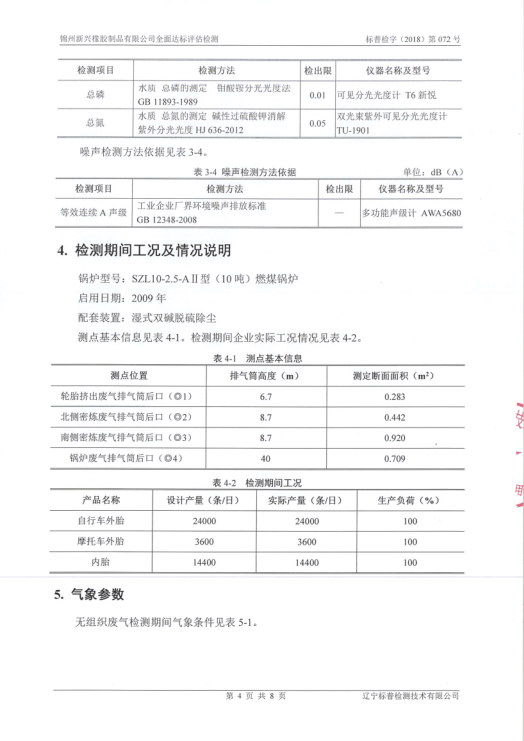 锦州新兴橡胶制品有限公司全面达标评估检测 标普检字（2018）第 072 号
检测项目 检测方法 检出限 仪器名称及型号
总磷 水质 总磷的测定 钼酸铵分光光度法 GB 11893-1989 0.01 可见分光光度计 T6 新悦
总氮 水质 总氮的测定 碱性过硫酸钾消解紫外分光光度 HJ 636-2012 0.05 双光束紫外可见分光光度计 TU-1901
噪声检测方法依据见表 3-4。
表 3-4 噪声检测方法依据 单位：dB（A）
检测项目 检测方法 检出限 仪器名称及型号
等效连续 A 声级 工业企业厂界环境噪声排放标准 GB 12348-2008 — 多功能声级计 AWA5680
4. 检测期间工况及情况说明
锅炉型号：SZL10-2.5-AⅡ型（10 吨）燃煤锅炉
启用日期：2009 年
配套装置：湿式双碱脱硫除尘
测点基本信息见表 4-1。检测期间企业实际工况情况见表 4-2。
表 4-1 测点基本信息
测点位置 排气筒高度（m） 测定断面面积（m²）
轮胎挤出废气排气筒后口（◎1） 6.7 0.283
北侧密炼废气排气筒后口（◎2） 8.7 0.442
南侧密炼废气排气筒后口（◎3） 8.7 0.920
锅炉废气排气筒后口（◎4） 40 0.709
表 4-2 检测期间工况
产品名称 设计产量（条/日） 实际产量（条/日） 生产负荷（%）
自行车外胎 24000 24000 100
摩托车外胎 3600 3600 100
内胎 14400 14400 100
5. 气象参数
无组织废气检测期间气象条件见表 5-1。
第 4 页 共 8 页 辽宁标普检测技术有限公司